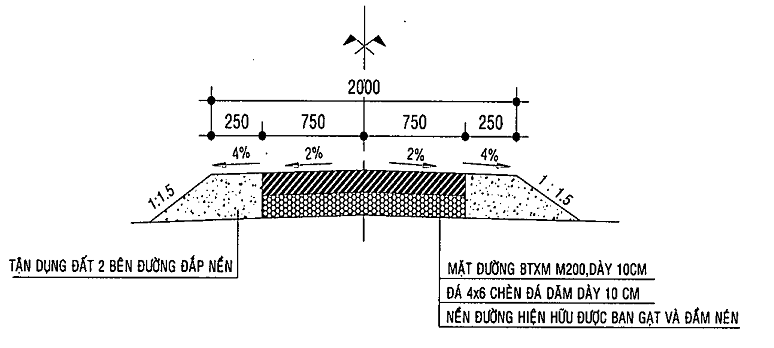 2000
250 750 750 250
4% 2% 2% 4%
1:1.5 1:1.5
TẬN DỤNG ĐẤT 2 BÊN ĐƯỜNG ĐẮP NỀN
MẶT ĐƯỜNG BTXM M200,DÀY 10CM
ĐÁ 4x6 CHÈN ĐÁ DĂM DÀY 10 CM
NỀN ĐƯỜNG HIỆN HỮU ĐƯỢC BAN GẠT VÀ ĐẦM NÉN